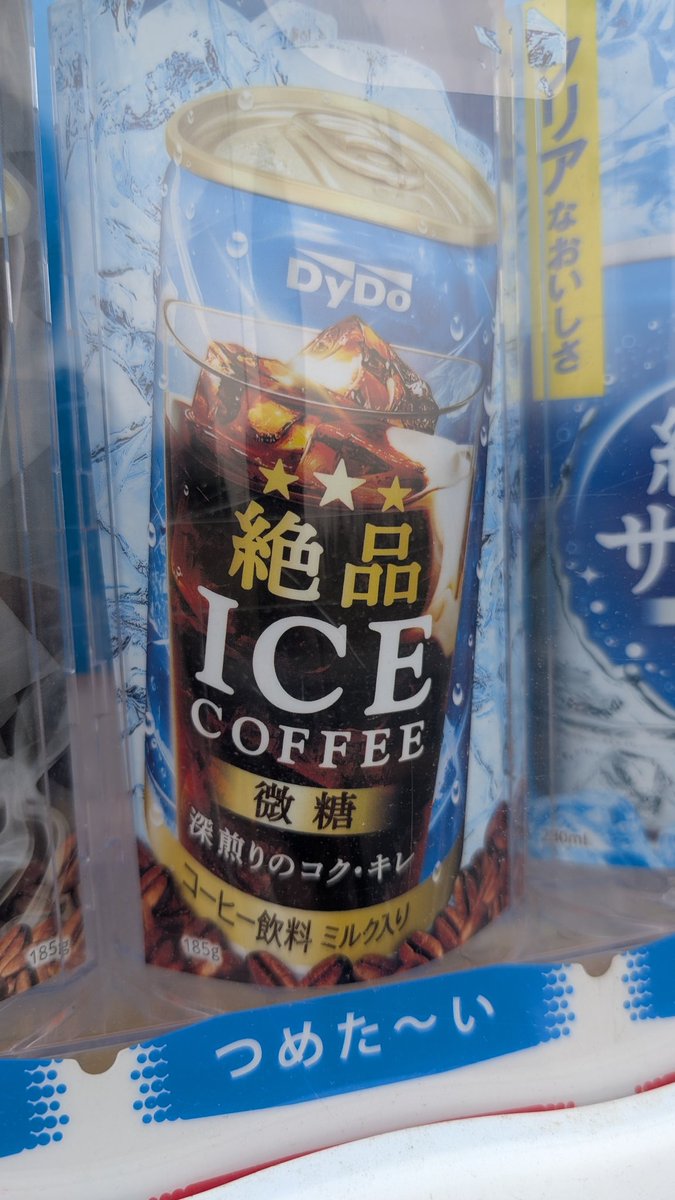 DyDo
絶品
ICE
COFFEE
微糖
深煎りのコク・キレ
コーヒー飲料 ミルク入り
185g
つめた〜い
185g
リアなおいしさ
サ